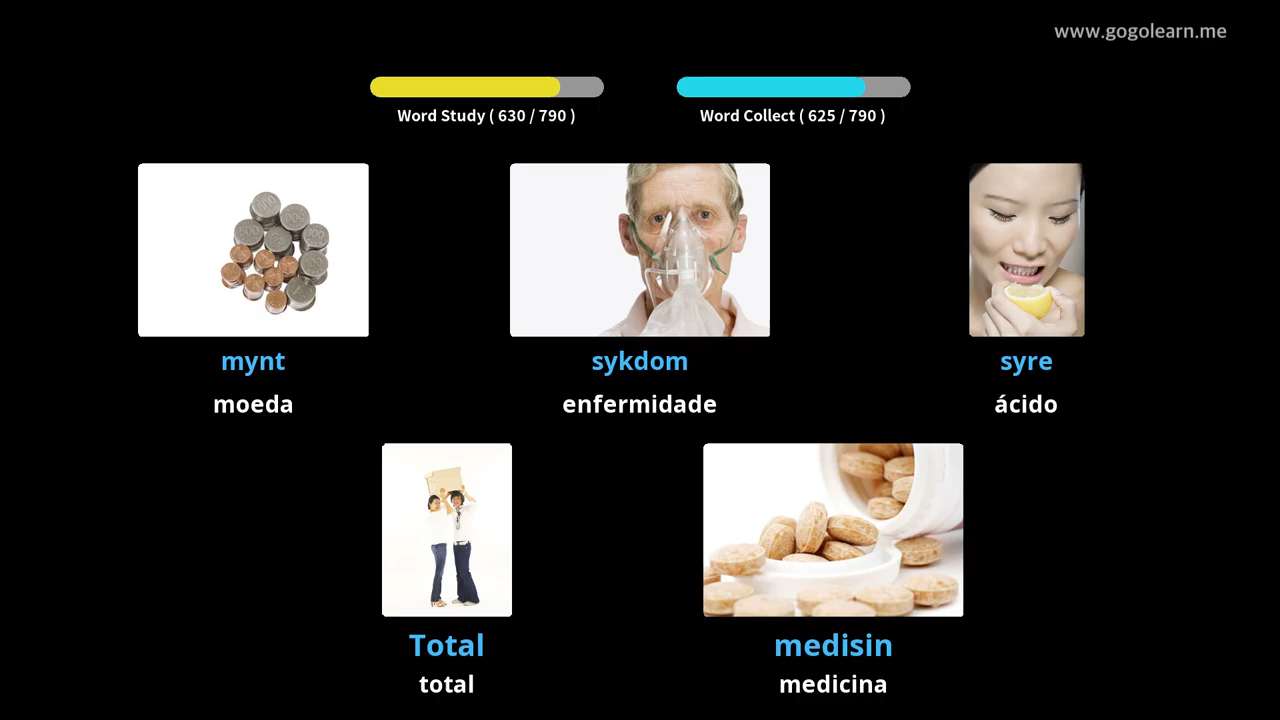 www.gogolearn.me
Word Study ( 630 / 790 )
Word Collect ( 625 / 790 )
mynt
sykdom
syre
moeda
enfermidade
ácido
Total
medisin
total
medicina